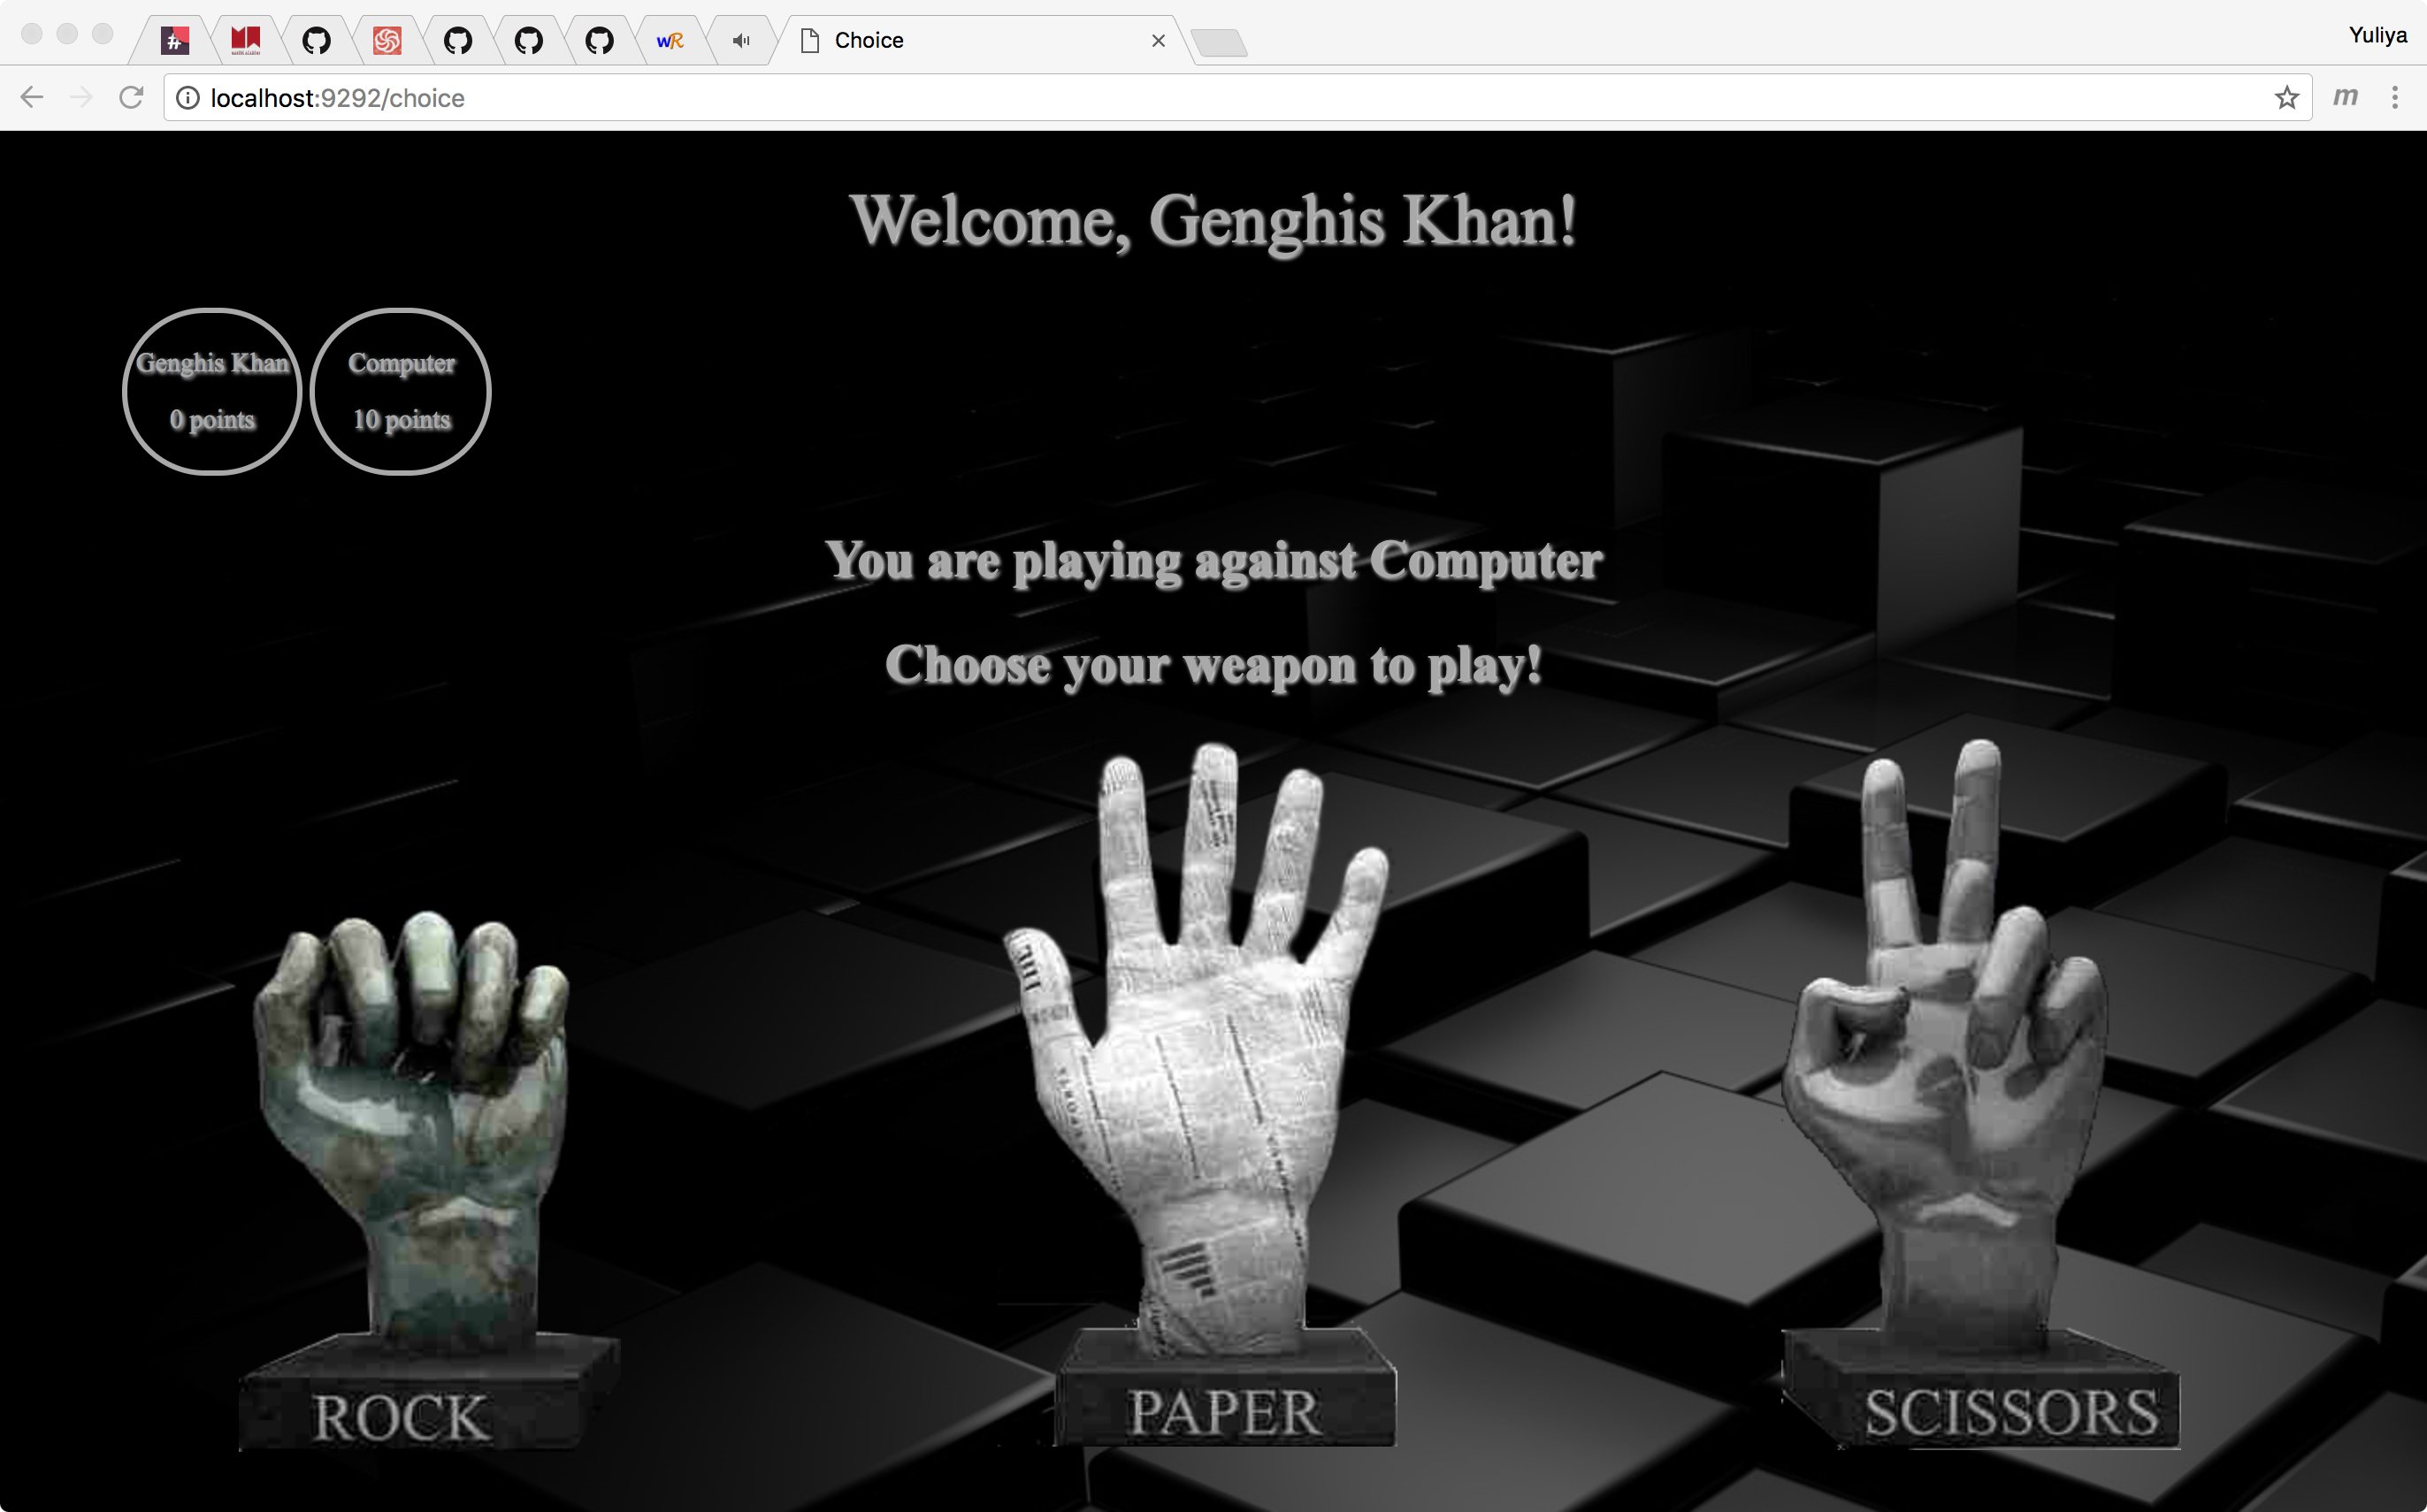 Choice
Yuliya
localhost:9292/choice
m
Welcome, Genghis Khan!
Genghis Khan
0 points
Computer
10 points
You are playing against Computer
Choose your weapon to play!
ROCK
PAPER
SCISSORS